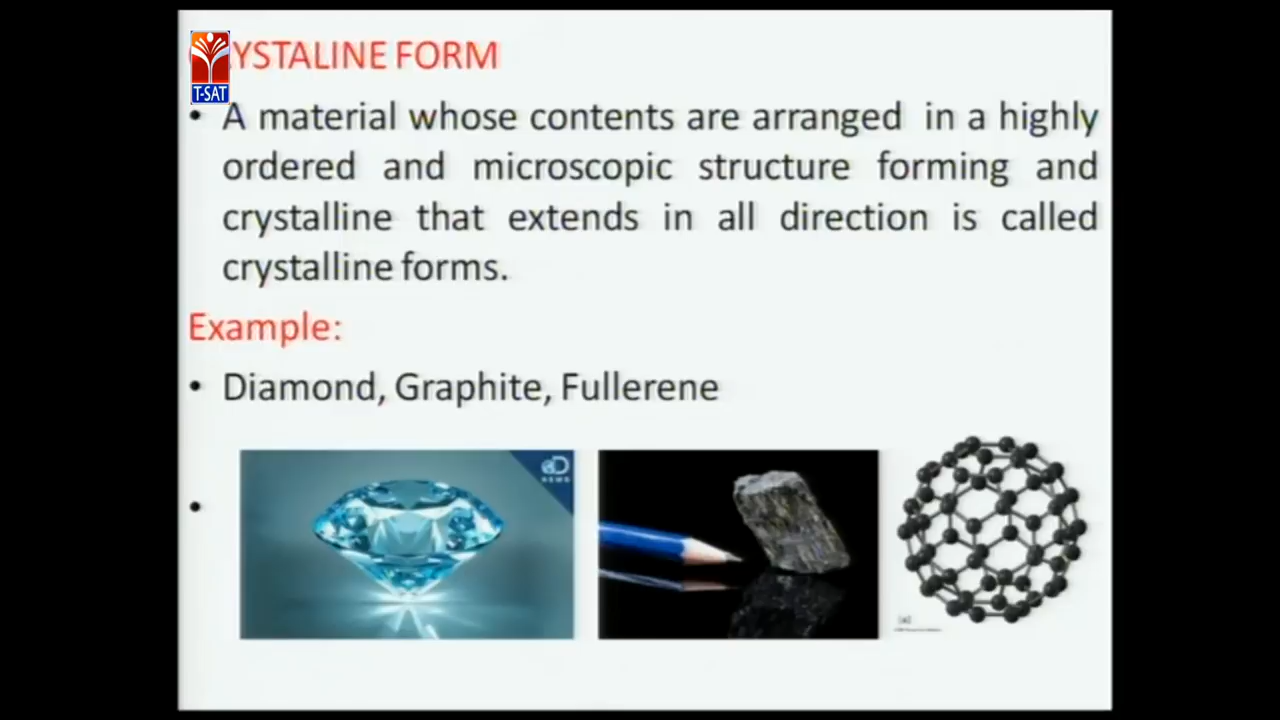 YSTALINE FORM
T-SAT
• A material whose contents are arranged in a highly
ordered and microscopic structure forming and
crystalline that extends in all direction is called
crystalline forms.
Example:
• Diamond, Graphite, Fullerene
•
D
NEWS